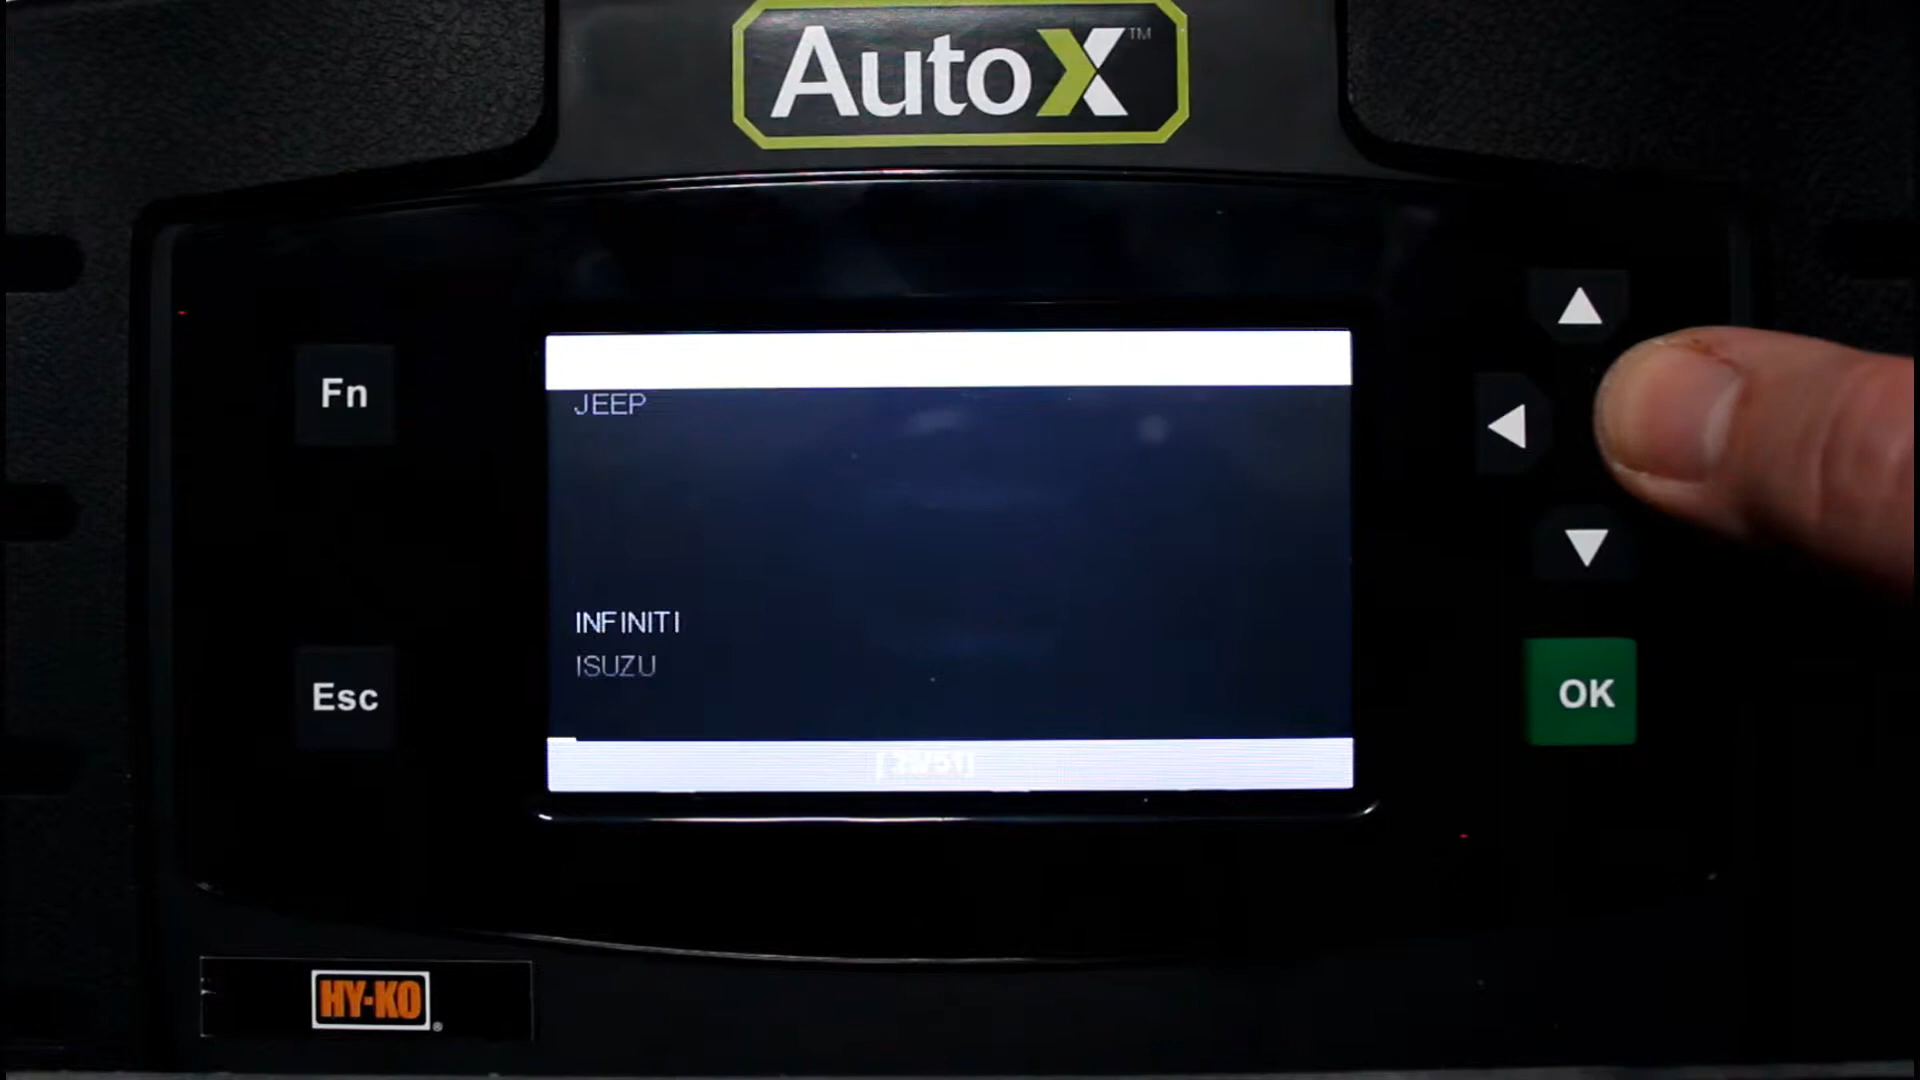 AutoX™
Fn
JEEP
INFINITI
ISUZU
Esc
OK
HY-KO®